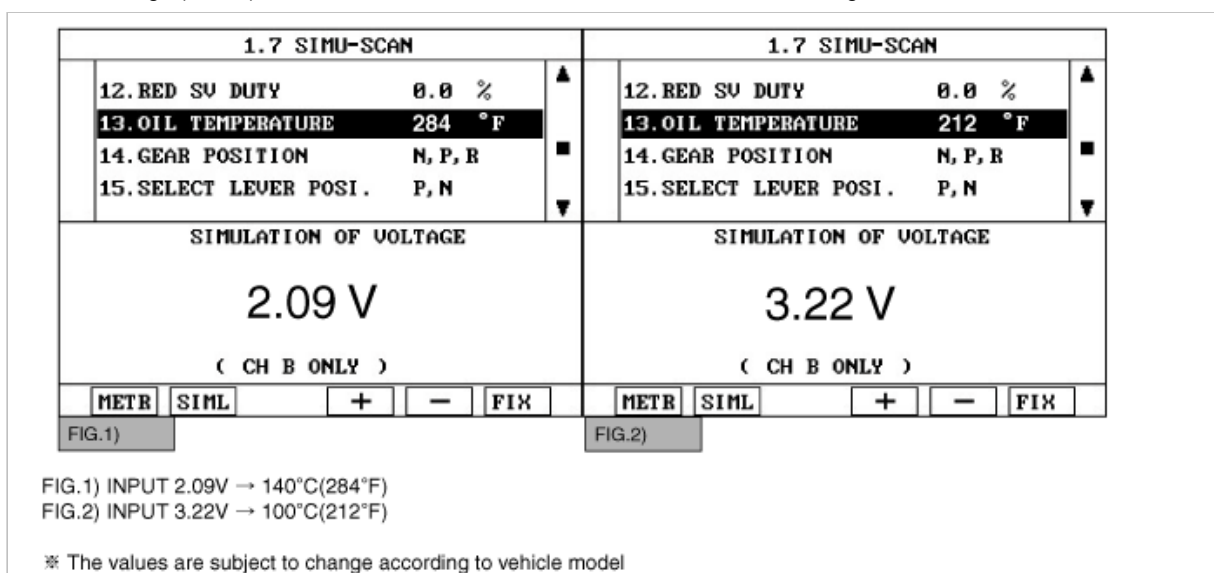 1.7 SIMU-SCAN
12.RED SV DUTY 0.0 %
13.OIL TEMPERATURE 284 °F
14.GEAR POSITION N,P,R
15.SELECT LEVER POSI. P,N
SIMULATION OF VOLTAGE
2.09 V
( CH B ONLY )
METR SIML + − FIX
FIG.1)
1.7 SIMU-SCAN
12.RED SV DUTY 0.0 %
13.OIL TEMPERATURE 212 °F
14.GEAR POSITION N,P,R
15.SELECT LEVER POSI. P,N
SIMULATION OF VOLTAGE
3.22 V
( CH B ONLY )
METR SIML + − FIX
FIG.2)
FIG.1) INPUT 2.09V → 140°C(284°F)
FIG.2) INPUT 3.22V → 100°C(212°F)
※ The values are subject to change according to vehicle model